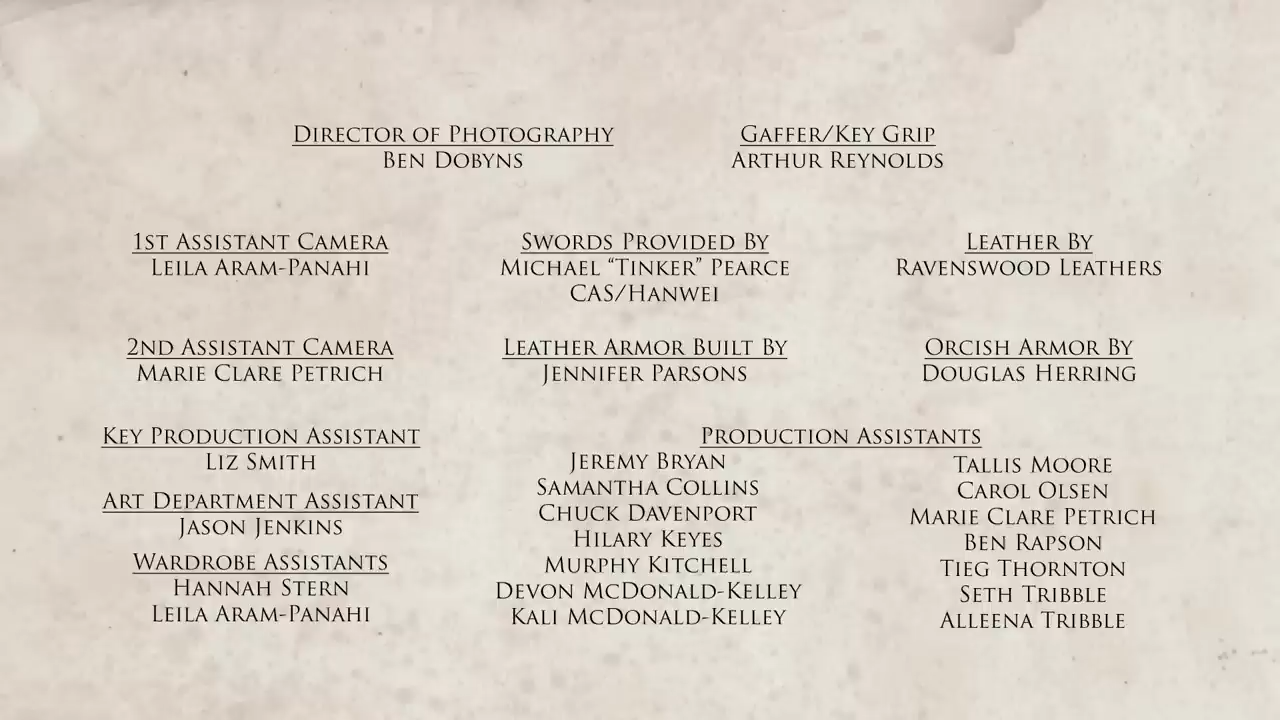 Director of Photography
Ben Dobyns
Gaffer/Key Grip
Arthur Reynolds
1st Assistant Camera
Leila Aram-Panahi
Swords Provided By
Michael “Tinker” Pearce
CAS/Hanwei
Leather By
Ravenswood Leathers
2nd Assistant Camera
Marie Clare Petrich
Leather Armor Built By
Jennifer Parsons
Orcish Armor By
Douglas Herring
Key Production Assistant
Liz Smith
Art Department Assistant
Jason Jenkins
Wardrobe Assistants
Hannah Stern
Leila Aram-Panahi
Production Assistants
Jeremy Bryan
Samantha Collins
Chuck Davenport
Hilary Keyes
Murphy Kitchell
Devon McDonald-Kelley
Kali McDonald-Kelley
Tallis Moore
Carol Olsen
Marie Clare Petrich
Ben Rapson
Tieg Thornton
Seth Tribble
Alleena Tribble